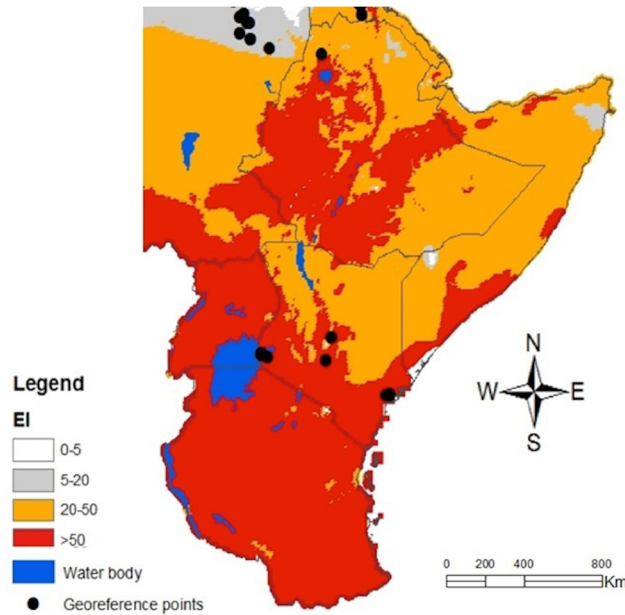 N
W E
S
Legend
EI
0-5
5-20
20-50
>50
Water body
Georeference points
0 200 400 800
Km